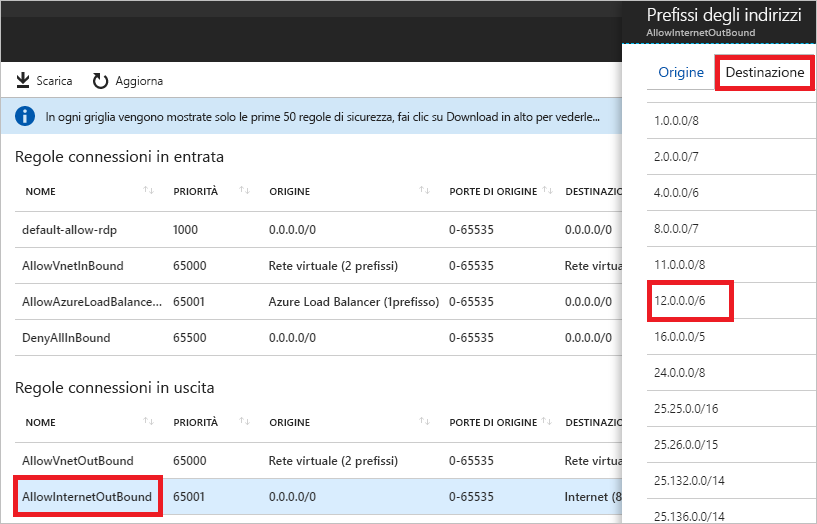 Scarica Aggiorna
In ogni griglia vengono mostrate solo le prime 50 regole di sicurezza, fai clic su Download in alto per vederle...
Regole connessioni in entrata
NOME PRIORITÀ ORIGINE PORTE DI ORIGINE DESTINAZIO
default-allow-rdp 1000 0.0.0.0/0 0-65535 0.0.0.0/0
AllowVnetInBound 65000 Rete virtuale (2 prefissi) 0-65535 Rete virtua
AllowAzureLoadBalance... 65001 Azure Load Balancer (1prefisso) 0-65535 0.0.0.0/0
DenyAllInBound 65500 0.0.0.0/0 0-65535 0.0.0.0/0
Regole connessioni in uscita
NOME PRIORITÀ ORIGINE PORTE DI ORIGINE DESTINAZIO
AllowVnetOutBound 65000 Rete virtuale (2 prefissi) 0-65535 Rete virtua
AllowInternetOutBound 65001 0.0.0.0/0 0-65535 Internet (8
Prefissi degli indirizzi
AllowInternetOutBound
Origine Destinazione
1.0.0.0/8
2.0.0.0/7
4.0.0.0/6
8.0.0.0/7
11.0.0.0/8
12.0.0.0/6
16.0.0.0/5
24.0.0.0/8
25.25.0.0/16
25.26.0.0/15
25.132.0.0/14
25.136.0.0/14